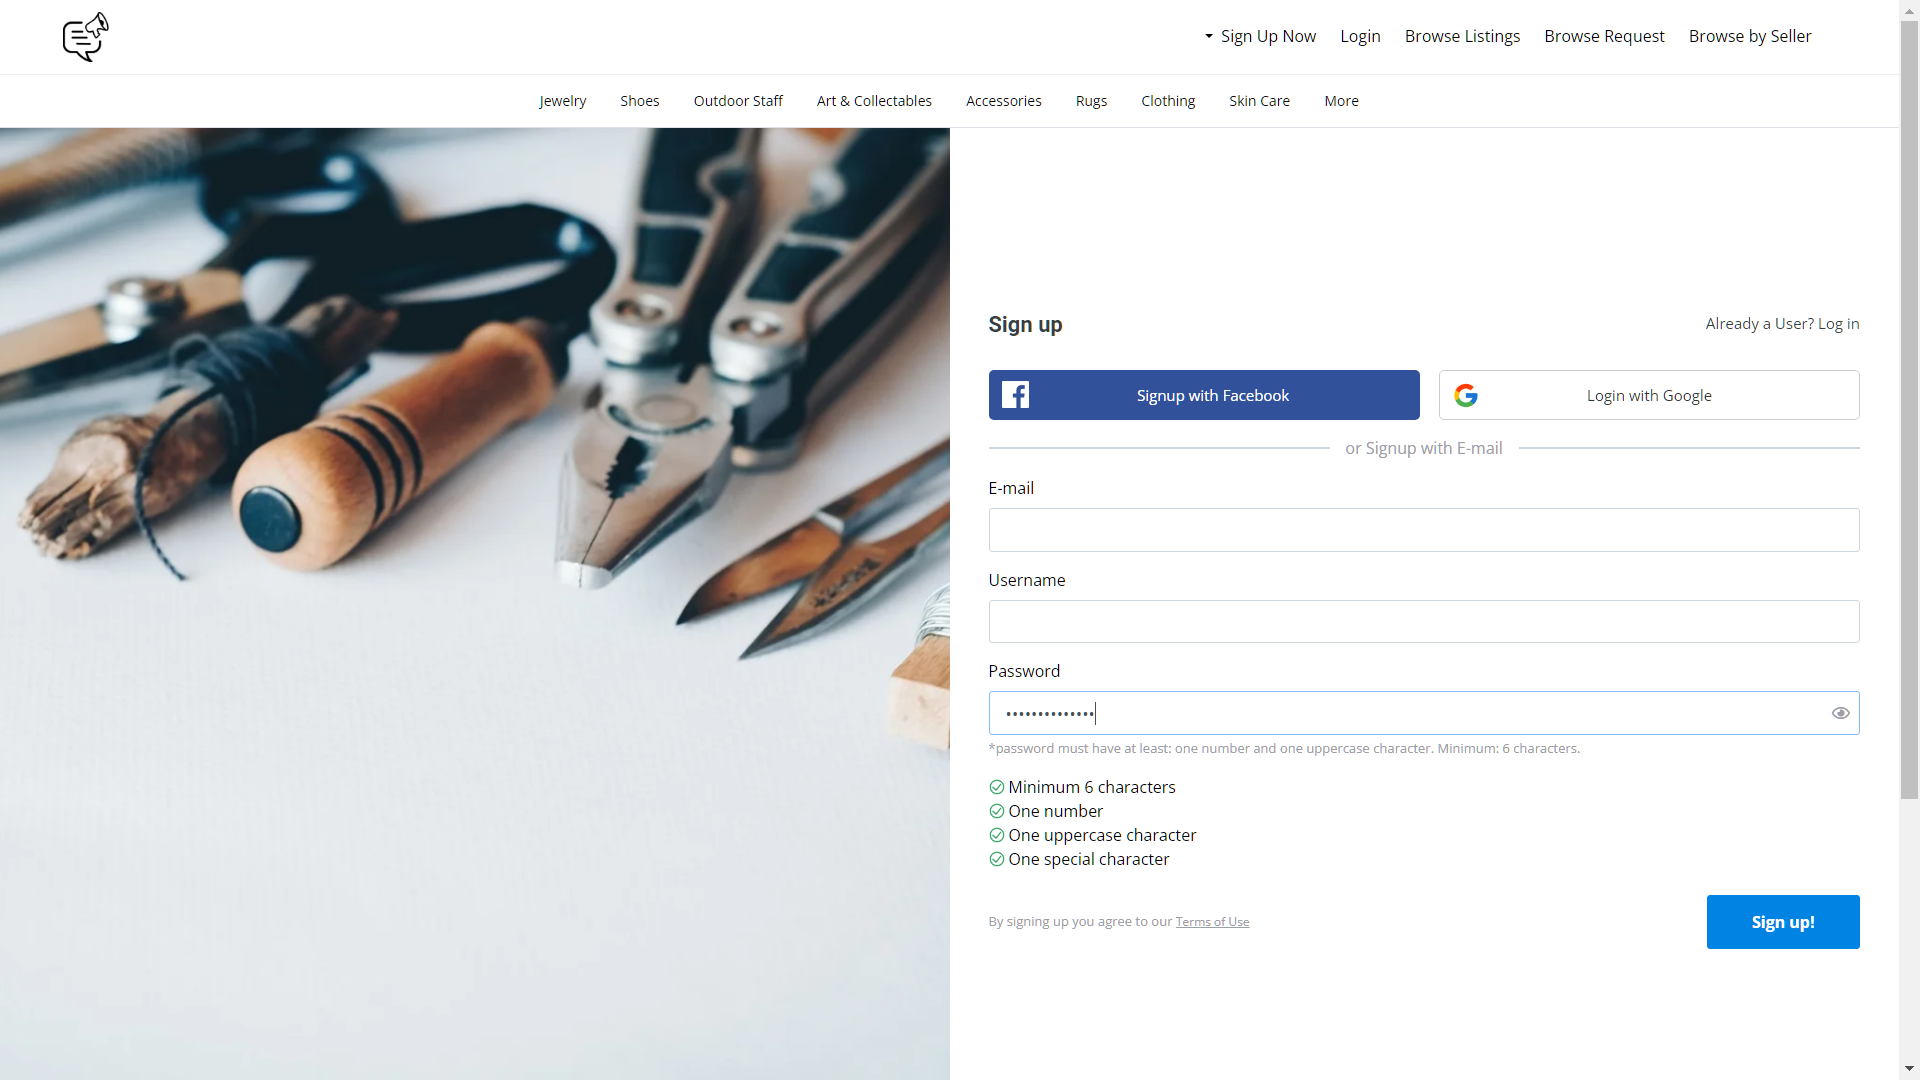 Sign Up Now
Login
Browse Listings
Browse Request
Browse by Seller
Jewelry
Shoes
Outdoor Staff
Art & Collectables
Accessories
Rugs
Clothing
Skin Care
More
Sign up
Already a User? Log in
Signup with Facebook
Login with Google
or Signup with E-mail
E-mail
Username
Password
••••••••••••••
*password must have at least: one number and one uppercase character. Minimum: 6 characters.
Minimum 6 characters
One number
One uppercase character
One special character
By signing up you agree to our Terms of Use
Sign up!